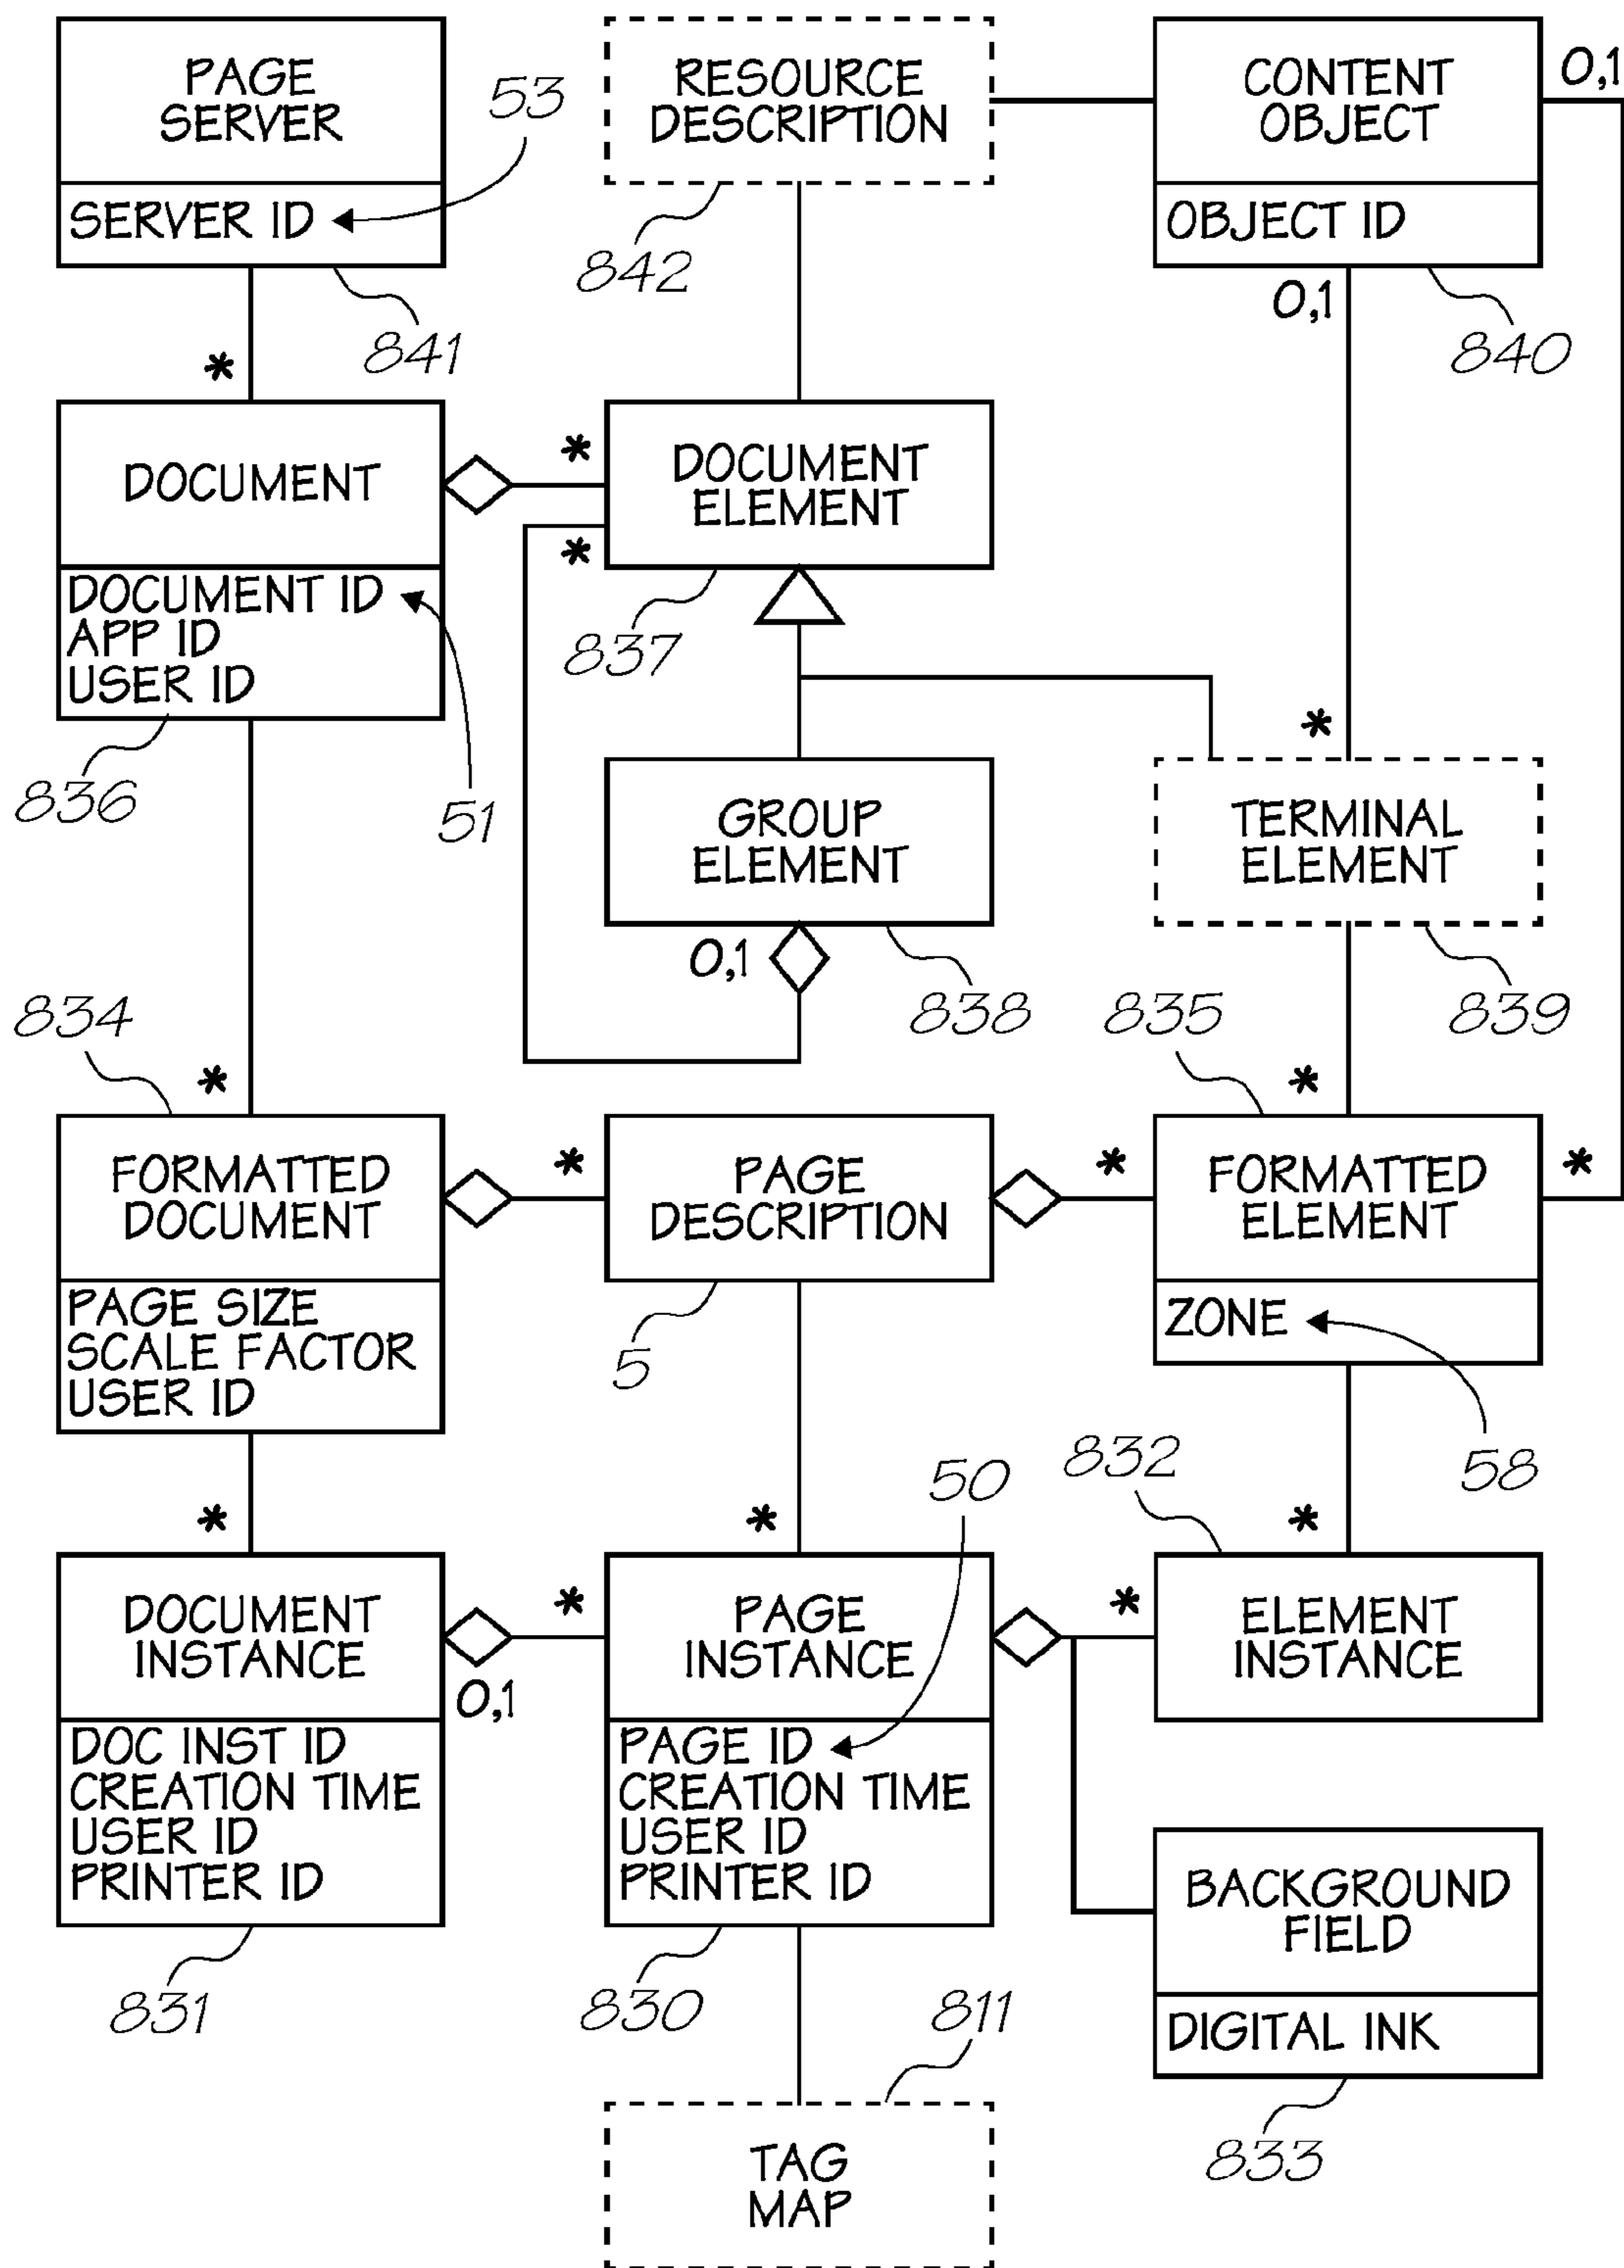 PAGE
SERVER
SERVER ID
53
841
RESOURCE
DESCRIPTION
842
CONTENT
OBJECT
OBJECT ID
0,1
0,1
840
*
DOCUMENT
DOCUMENT ID
APP ID
USER ID
836
51
*
*
DOCUMENT
ELEMENT
837
GROUP
ELEMENT
0,1
838
*
TERMINAL
ELEMENT
839
834
*
FORMATTED
DOCUMENT
PAGE SIZE
SCALE FACTOR
USER ID
*
PAGE
DESCRIPTION
5
835
*
*
*
FORMATTED
ELEMENT
ZONE
58
*
DOCUMENT
INSTANCE
0,1
DOC INST ID
CREATION TIME
USER ID
PRINTER ID
831
*
*
50
PAGE
INSTANCE
PAGE ID
CREATION TIME
USER ID
PRINTER ID
830
832
*
*
ELEMENT
INSTANCE
BACKGROUND
FIELD
DIGITAL INK
833
811
TAG
MAP